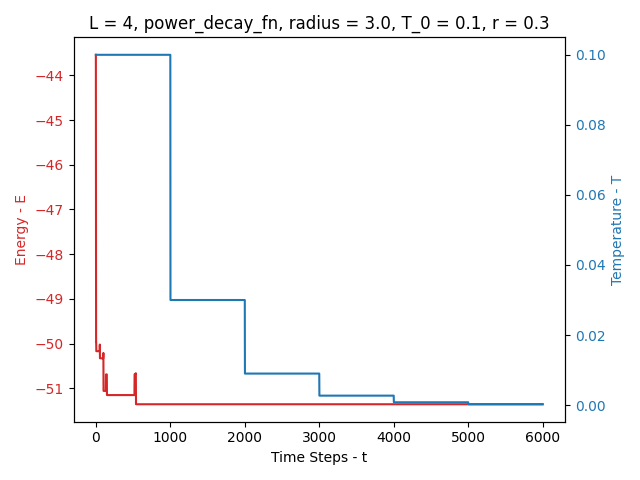 L = 4, power_decay_fn, radius = 3.0, T_0 = 0.1, r = 0.3
Energy - E
−44
−45
−46
−47
−48
−49
−50
−51
0.10
0.08
0.06
0.04
0.02
0.00
Temperature - T
0 1000 2000 3000 4000 5000 6000
Time Steps - t